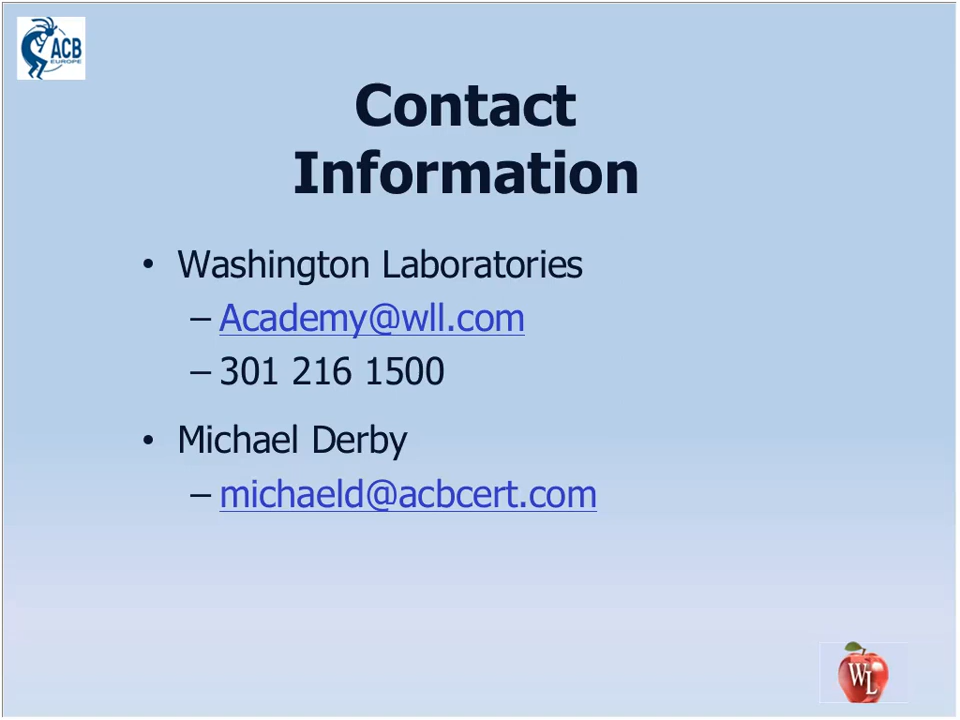 ACB
EUROPE
Contact
Information
• Washington Laboratories
– Academy@wll.com
– 301 216 1500
• Michael Derby
– michaeld@acbcert.com
WL